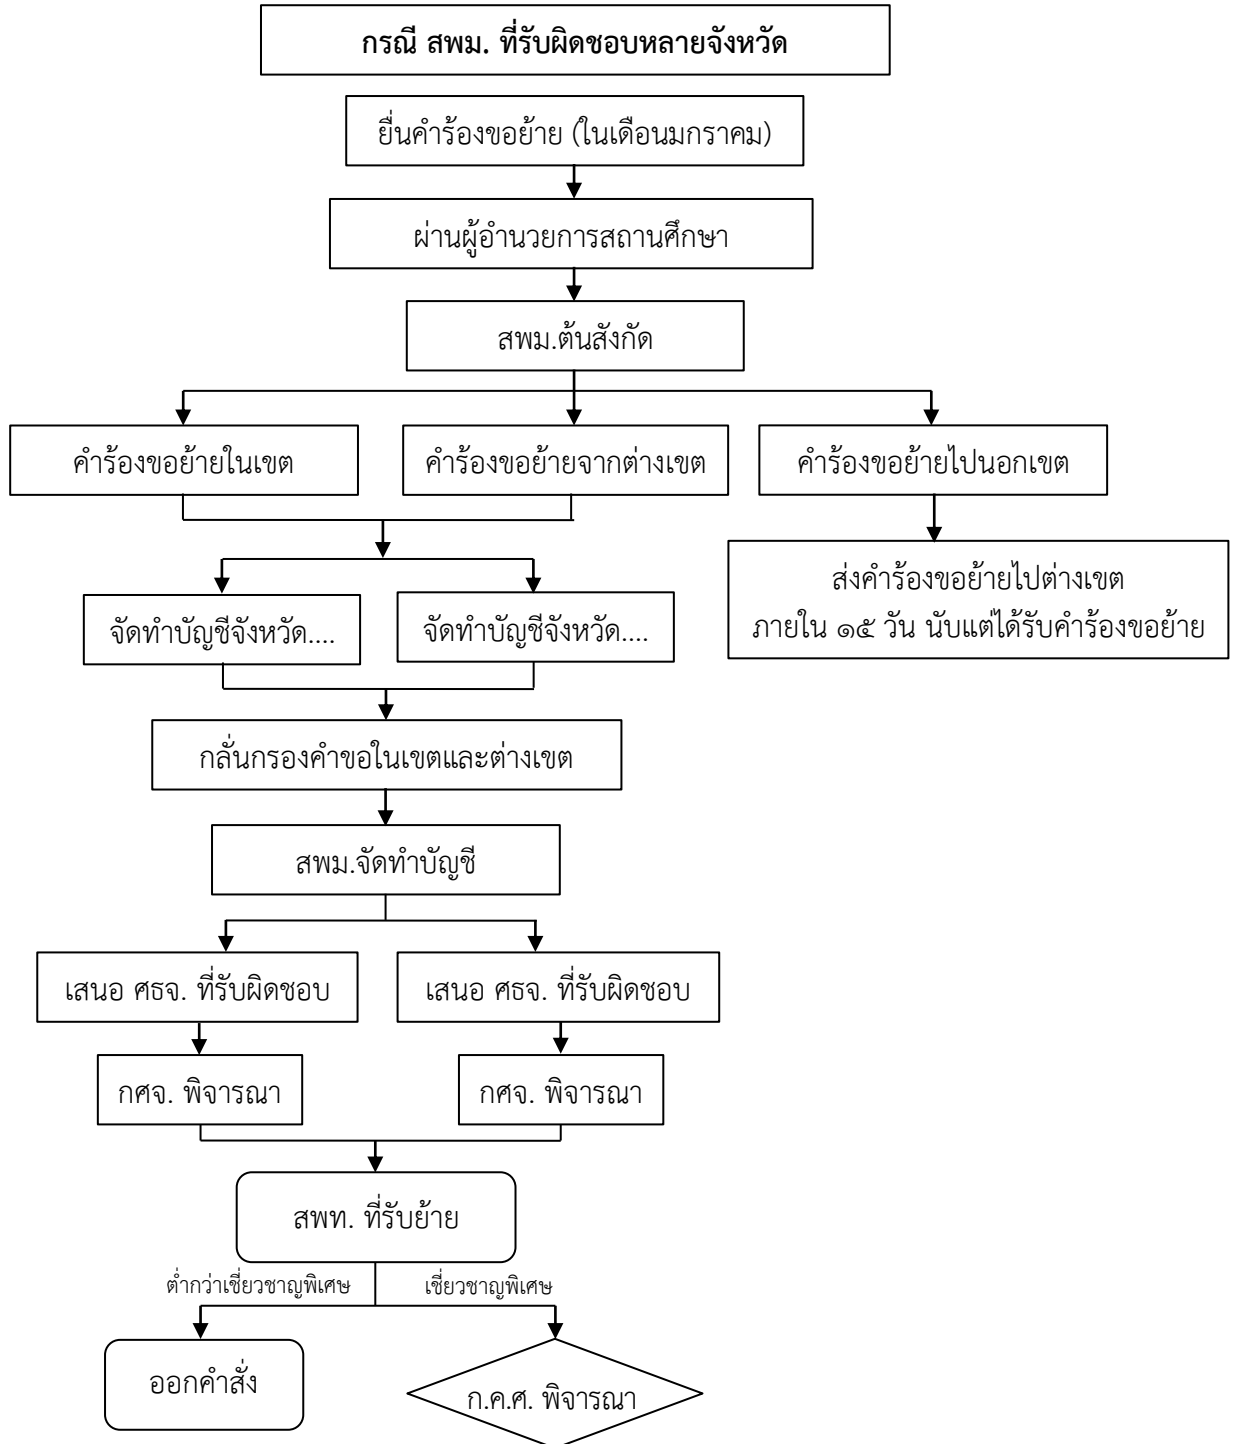 กรณี สพม. ที่รับผิดชอบหลายจังหวัด
ยื่นคำร้องขอย้าย (ในเดือนมกราคม)
ผ่านผู้อำนวยการสถานศึกษา
สพม.ต้นสังกัด
คำร้องขอย้ายในเขต
คำร้องขอย้ายจากต่างเขต
คำร้องขอย้ายไปนอกเขต
ส่งคำร้องขอย้ายไปต่างเขต
ภายใน ๑๕ วัน นับแต่ได้รับคำร้องขอย้าย
จัดทำบัญชีจังหวัด....
จัดทำบัญชีจังหวัด....
กลั่นกรองคำขอในเขตและต่างเขต
สพม.จัดทำบัญชี
เสนอ ศธจ. ที่รับผิดชอบ
เสนอ ศธจ. ที่รับผิดชอบ
กศจ. พิจารณา
กศจ. พิจารณา
สพท. ที่รับย้าย
ต่ำกว่าเชี่ยวชาญพิเศษ
เชี่ยวชาญพิเศษ
ออกคำสั่ง
ก.ค.ศ. พิจารณา